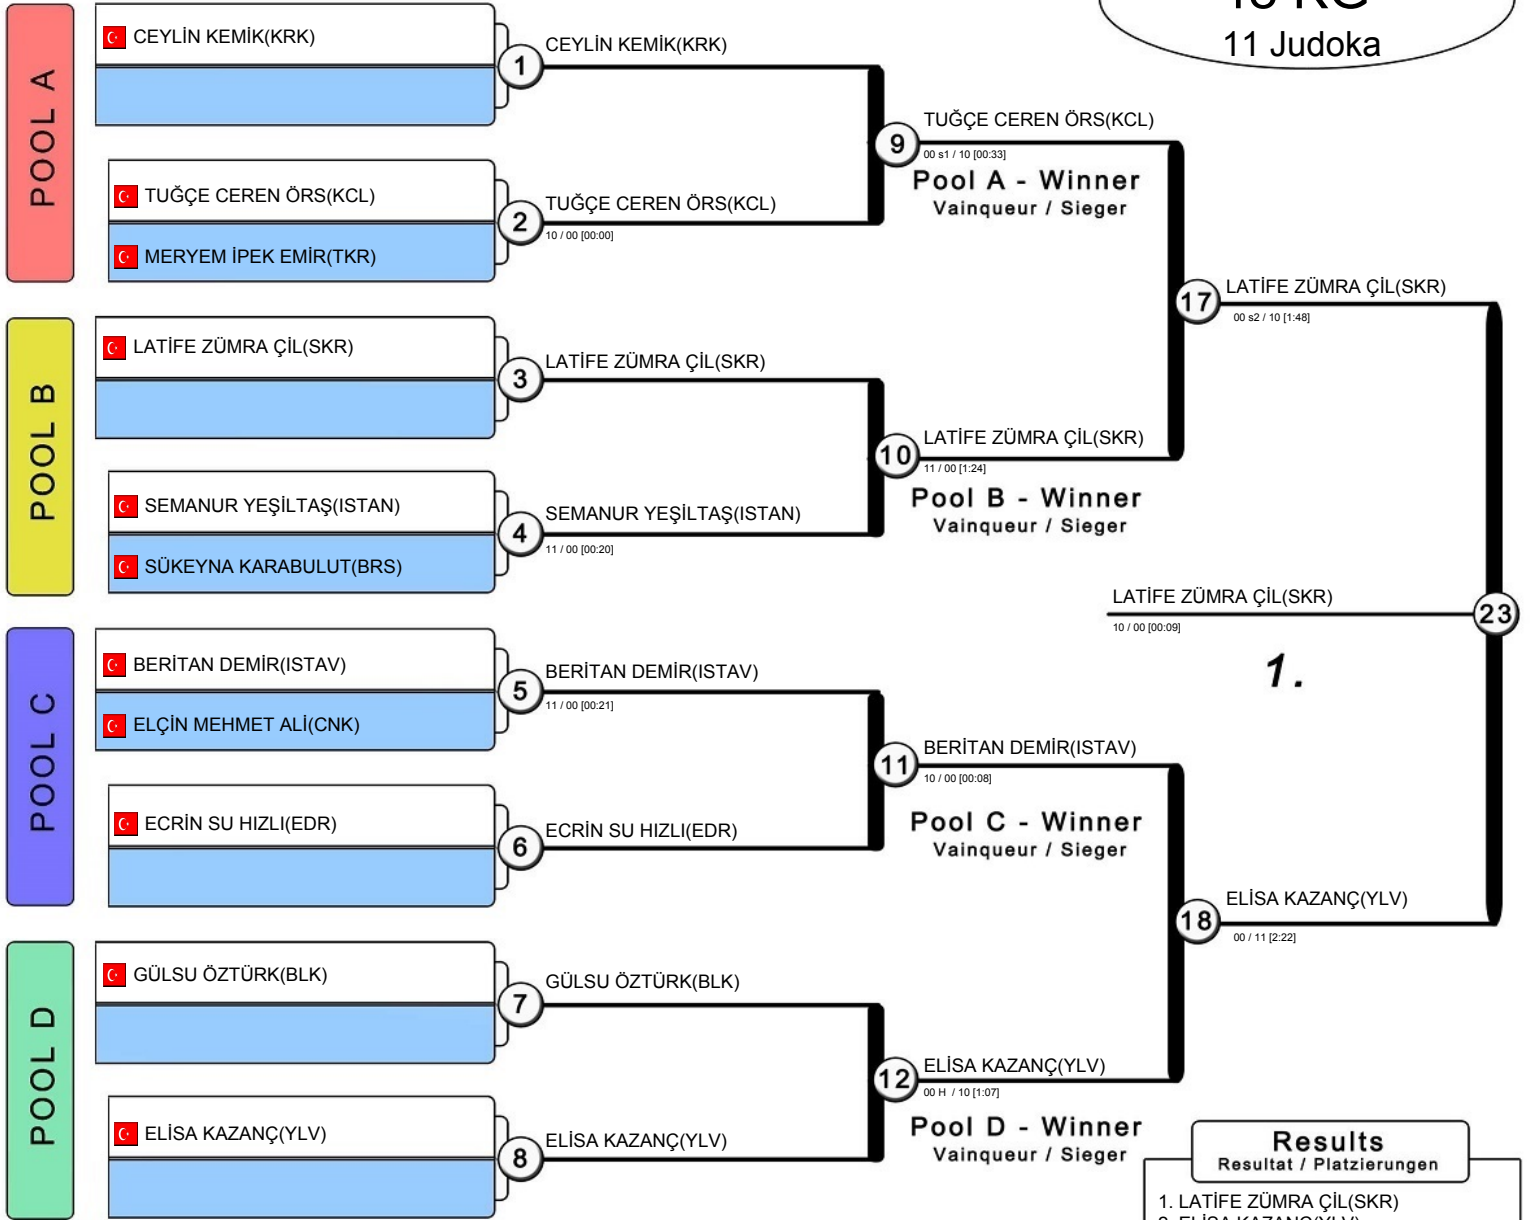 KG
11 Judoka
POOL A
CEYLİN KEMİK(KRK)
1
CEYLİN KEMİK(KRK)
TUĞÇE CEREN ÖRS(KCL)
MERYEM İPEK EMİR(TKR)
2
TUĞÇE CEREN ÖRS(KCL)
10 / 00 [00:00]
9
TUĞÇE CEREN ÖRS(KCL)
00 s1 / 10 [00:33]
Pool A - Winner
Vainqueur / Sieger
POOL B
LATİFE ZÜMRA ÇİL(SKR)
3
LATİFE ZÜMRA ÇİL(SKR)
SEMANUR YEŞİLTAŞ(ISTAN)
SÜKEYNA KARABULUT(BRS)
4
SEMANUR YEŞİLTAŞ(ISTAN)
11 / 00 [00:20]
10
LATİFE ZÜMRA ÇİL(SKR)
11 / 00 [1:24]
Pool B - Winner
Vainqueur / Sieger
17
LATİFE ZÜMRA ÇİL(SKR)
00 s2 / 10 [1:48]
POOL C
BERİTAN DEMİR(ISTAV)
ELÇİN MEHMET ALİ(CNK)
5
BERİTAN DEMİR(ISTAV)
11 / 00 [00:21]
ECRİN SU HIZLI(EDR)
6
ECRİN SU HIZLI(EDR)
11
BERİTAN DEMİR(ISTAV)
10 / 00 [00:08]
Pool C - Winner
Vainqueur / Sieger
POOL D
GÜLSU ÖZTÜRK(BLK)
7
GÜLSU ÖZTÜRK(BLK)
ELİSA KAZANÇ(YLV)
8
ELİSA KAZANÇ(YLV)
12
ELİSA KAZANÇ(YLV)
00 H / 10 [1:07]
Pool D - Winner
Vainqueur / Sieger
18
ELİSA KAZANÇ(YLV)
00 / 11 [2:22]
LATİFE ZÜMRA ÇİL(SKR)
10 / 00 [00:09]
23
1.
Results
Resultat / Platzierungen
1. LATİFE ZÜMRA ÇİL(SKR)
2. ELİSA KAZANÇ(YLV)